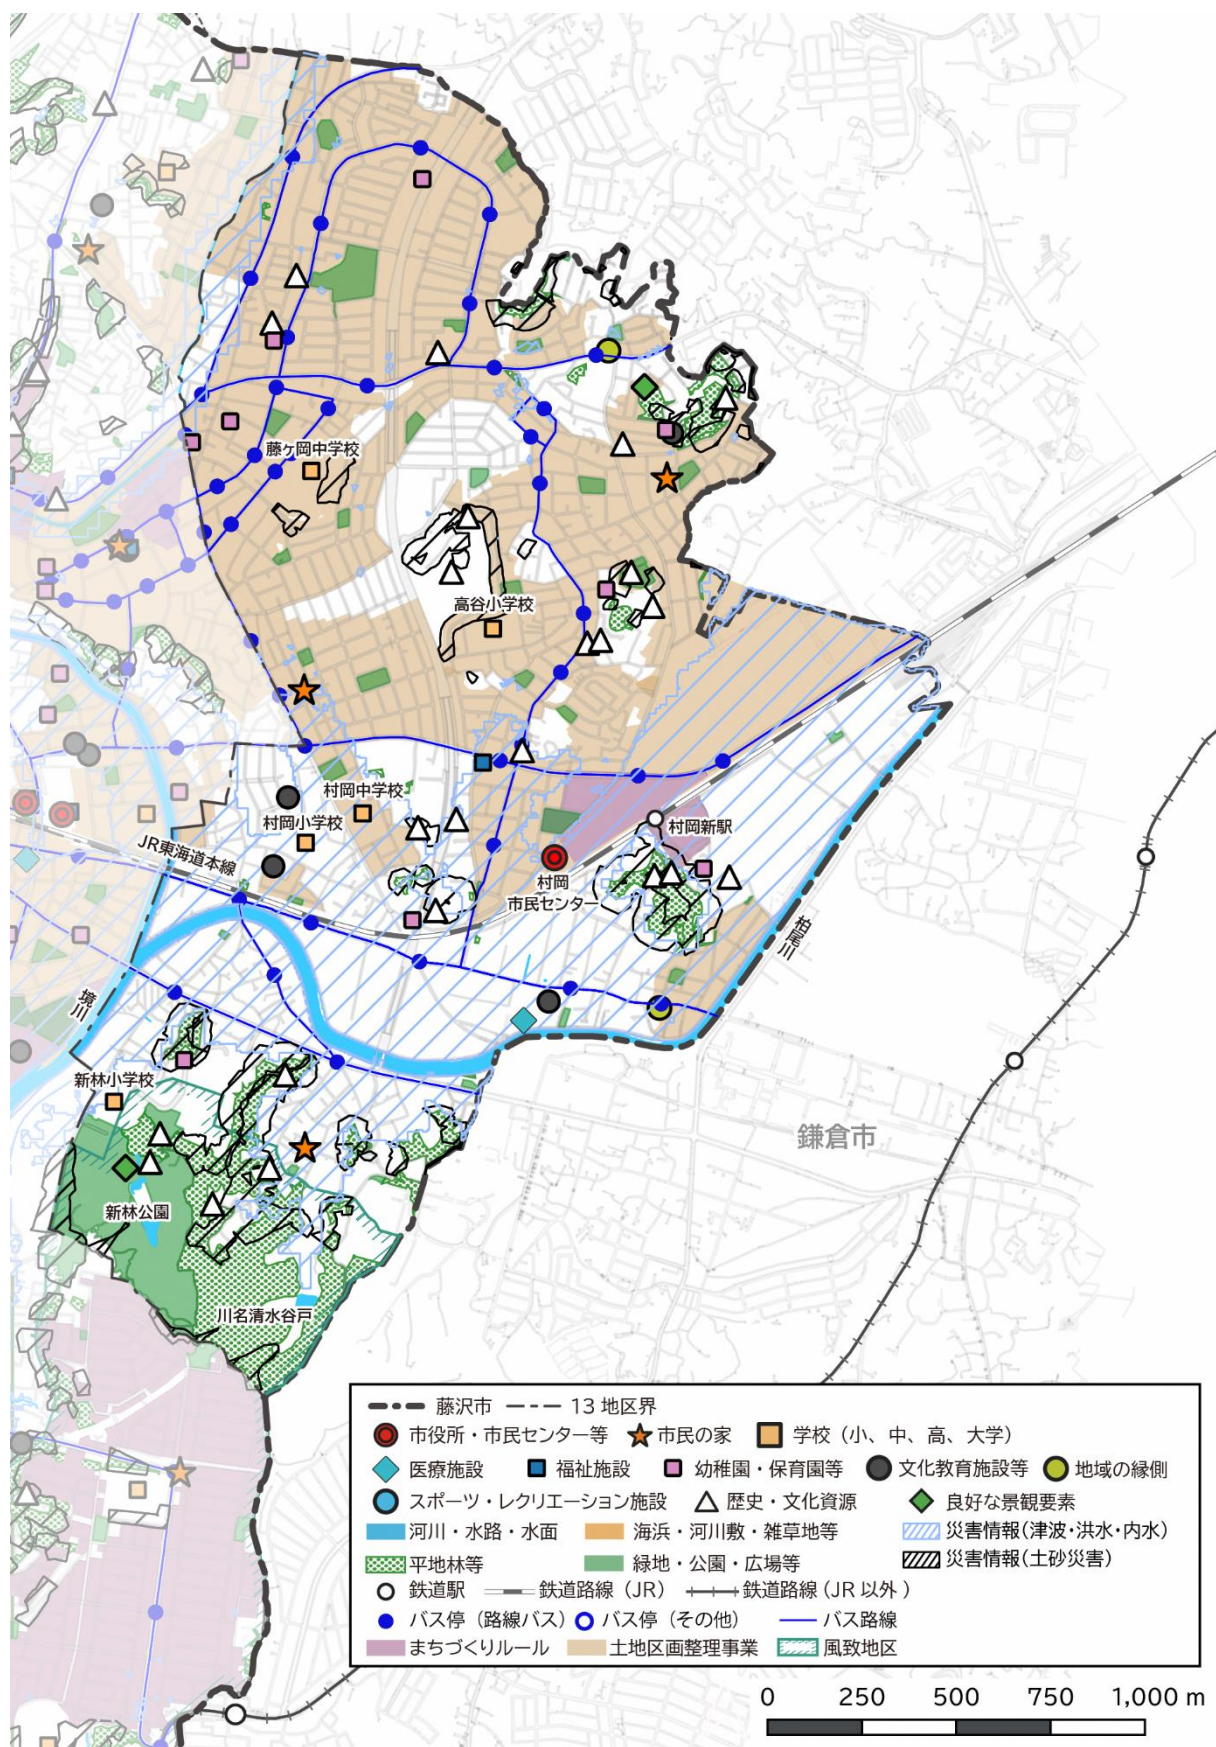 藤ヶ岡中学校
高谷小学校
村岡中学校
村岡小学校
村岡新駅
JR東海道本線
村岡
市民センター
柏尾川
境川
新林小学校
鎌倉市
新林公園
川名清水谷戸
藤沢市
13地区界
市役所・市民センター等
市民の家
学校（小、中、高、大学）
医療施設
福祉施設
幼稚園・保育園等
文化教育施設等
地域の縁側
スポーツ・レクリエーション施設
歴史・文化資源
良好な景観要素
河川・水路・水面
海浜・河川敷・雑草地等
災害情報(津波・洪水・内水)
平地林等
緑地・公園・広場等
災害情報(土砂災害)
鉄道駅
鉄道路線（JR）
鉄道路線（JR以外）
バス停（路線バス）
バス停（その他）
バス路線
まちづくりルール
土地区画整理事業
風致地区
0 250 500 750 1,000 m